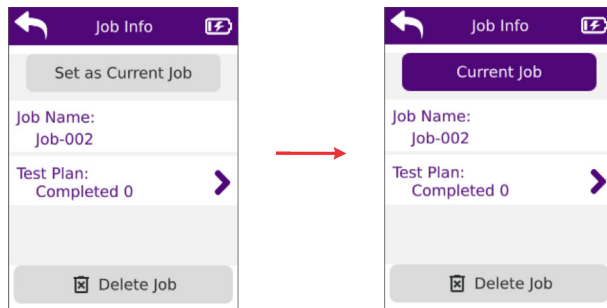 Job Info
Set as Current Job
Job Name:
Job-002
Test Plan:
Completed 0
Delete Job
Job Info
Current Job
Job Name:
Job-002
Test Plan:
Completed 0
Delete Job